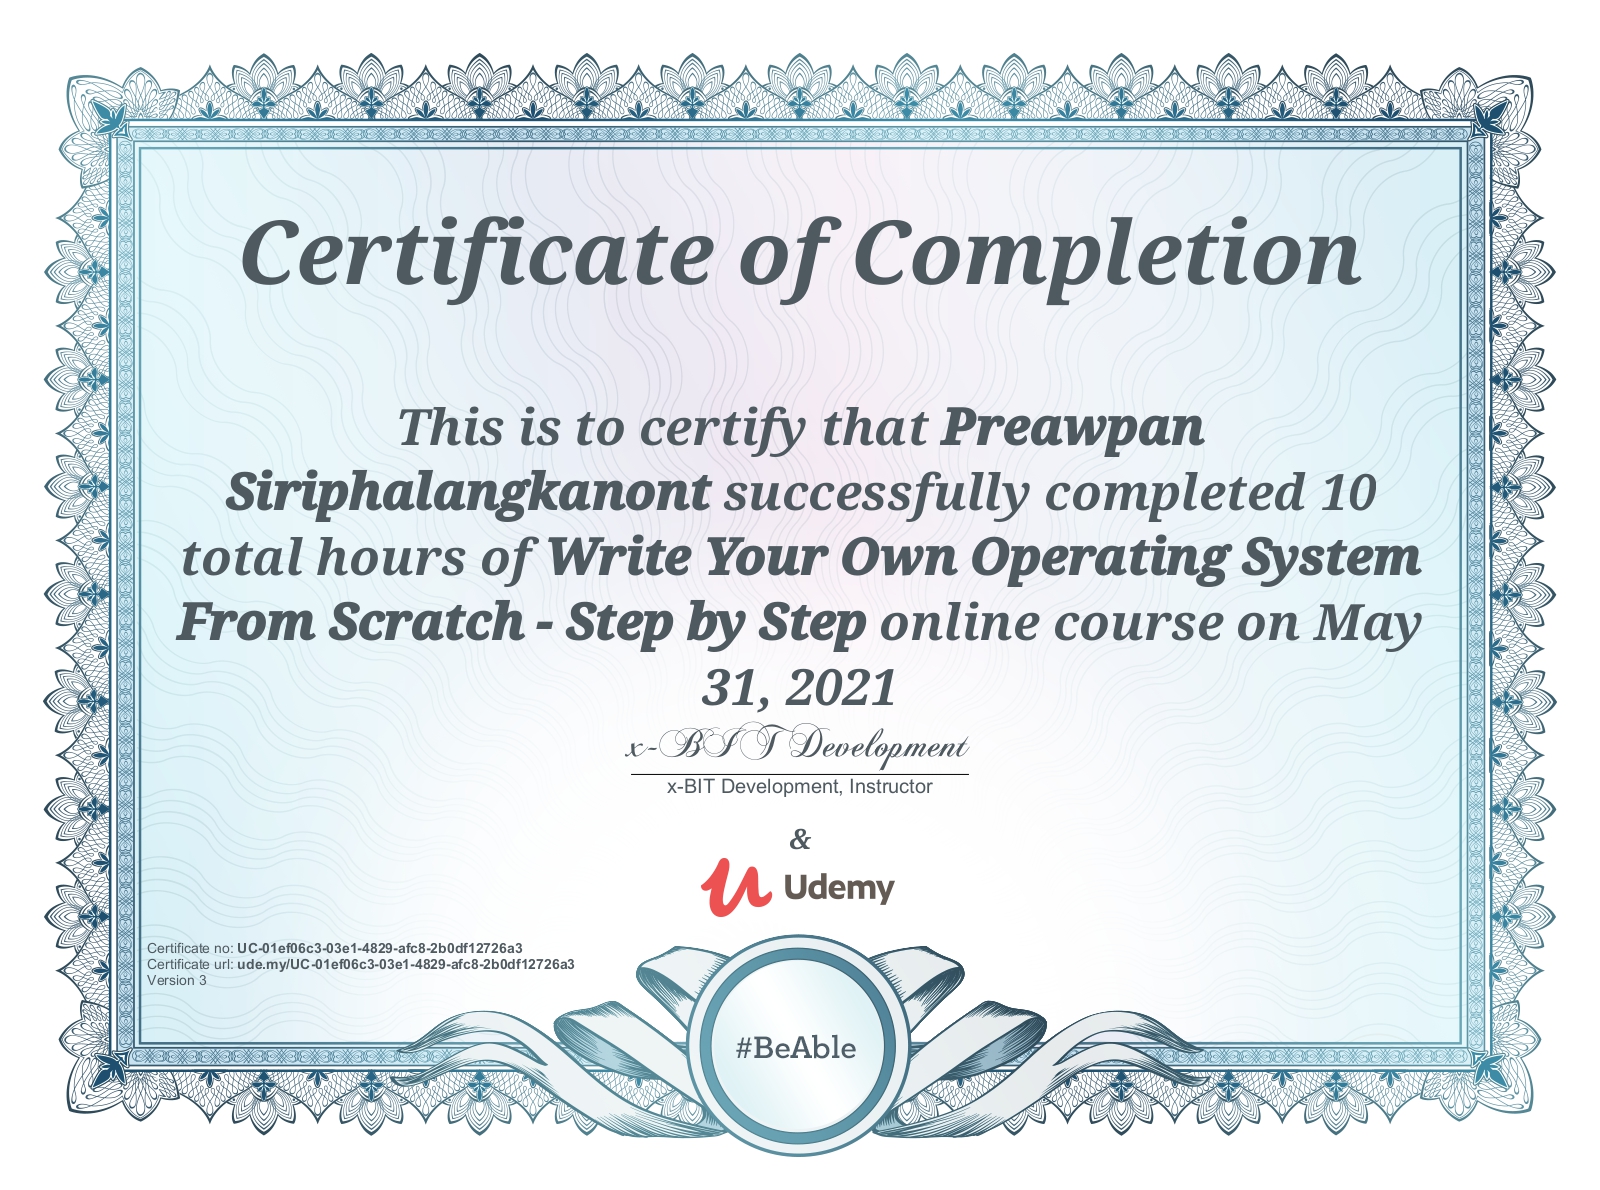 Certificate of Completion
This is to certify that Preawpan
Siriphalangkanont successfully completed 10
total hours of Write Your Own Operating System
From Scratch - Step by Step online course on May
31, 2021
x-BIT Development
x-BIT Development, Instructor
&
Udemy
Certificate no: UC-01ef06c3-03e1-4829-afc8-2b0df12726a3
Certificate url: ude.my/UC-01ef06c3-03e1-4829-afc8-2b0df12726a3
Version 3
#BeAble